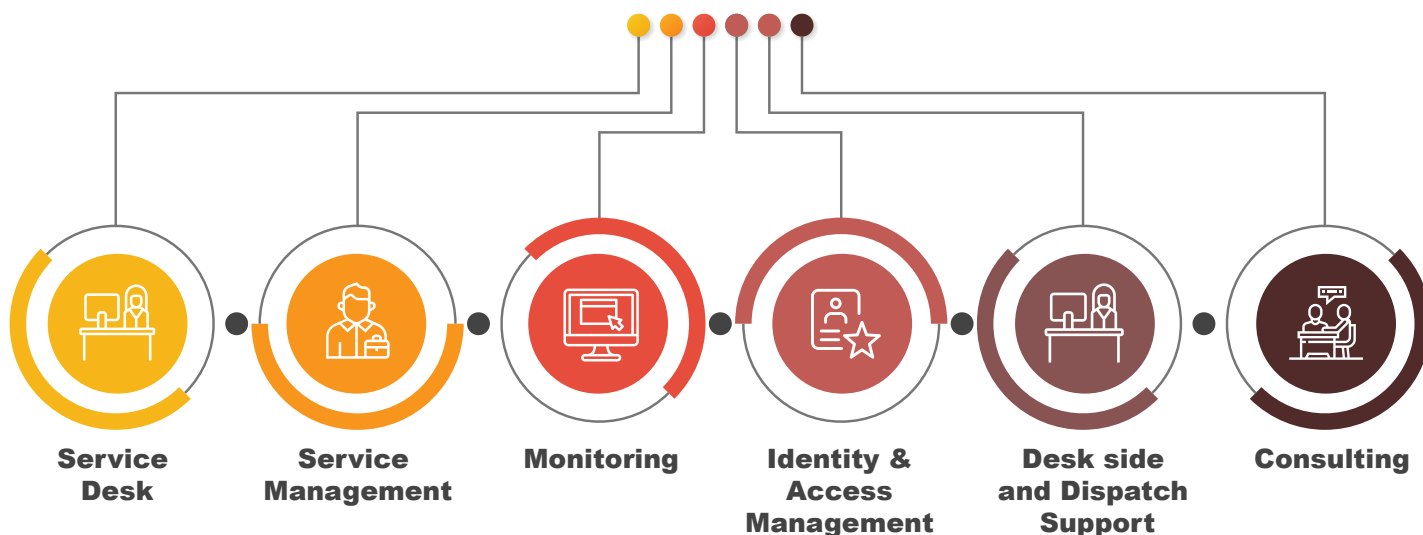 Service
Desk
Service
Management
Monitoring
Identity &
Access
Management
Desk side
and Dispatch
Support
Consulting